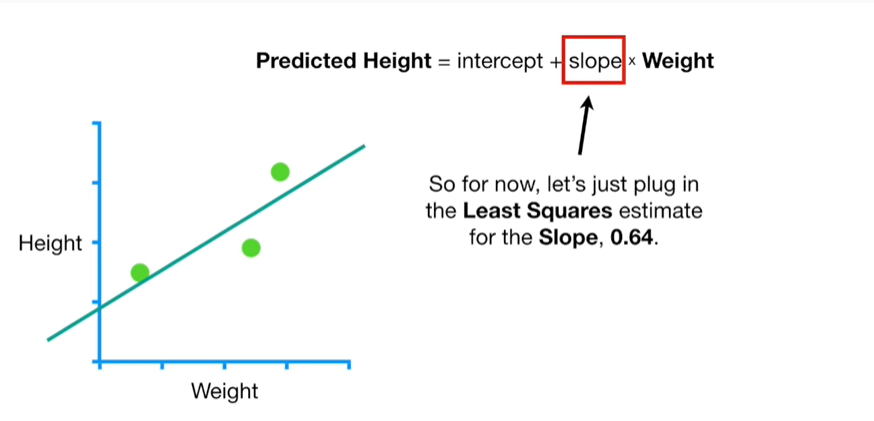 Predicted Height = intercept + slope × Weight
So for now, let's just plug in
the Least Squares estimate
for the Slope, 0.64.
Height
Weight